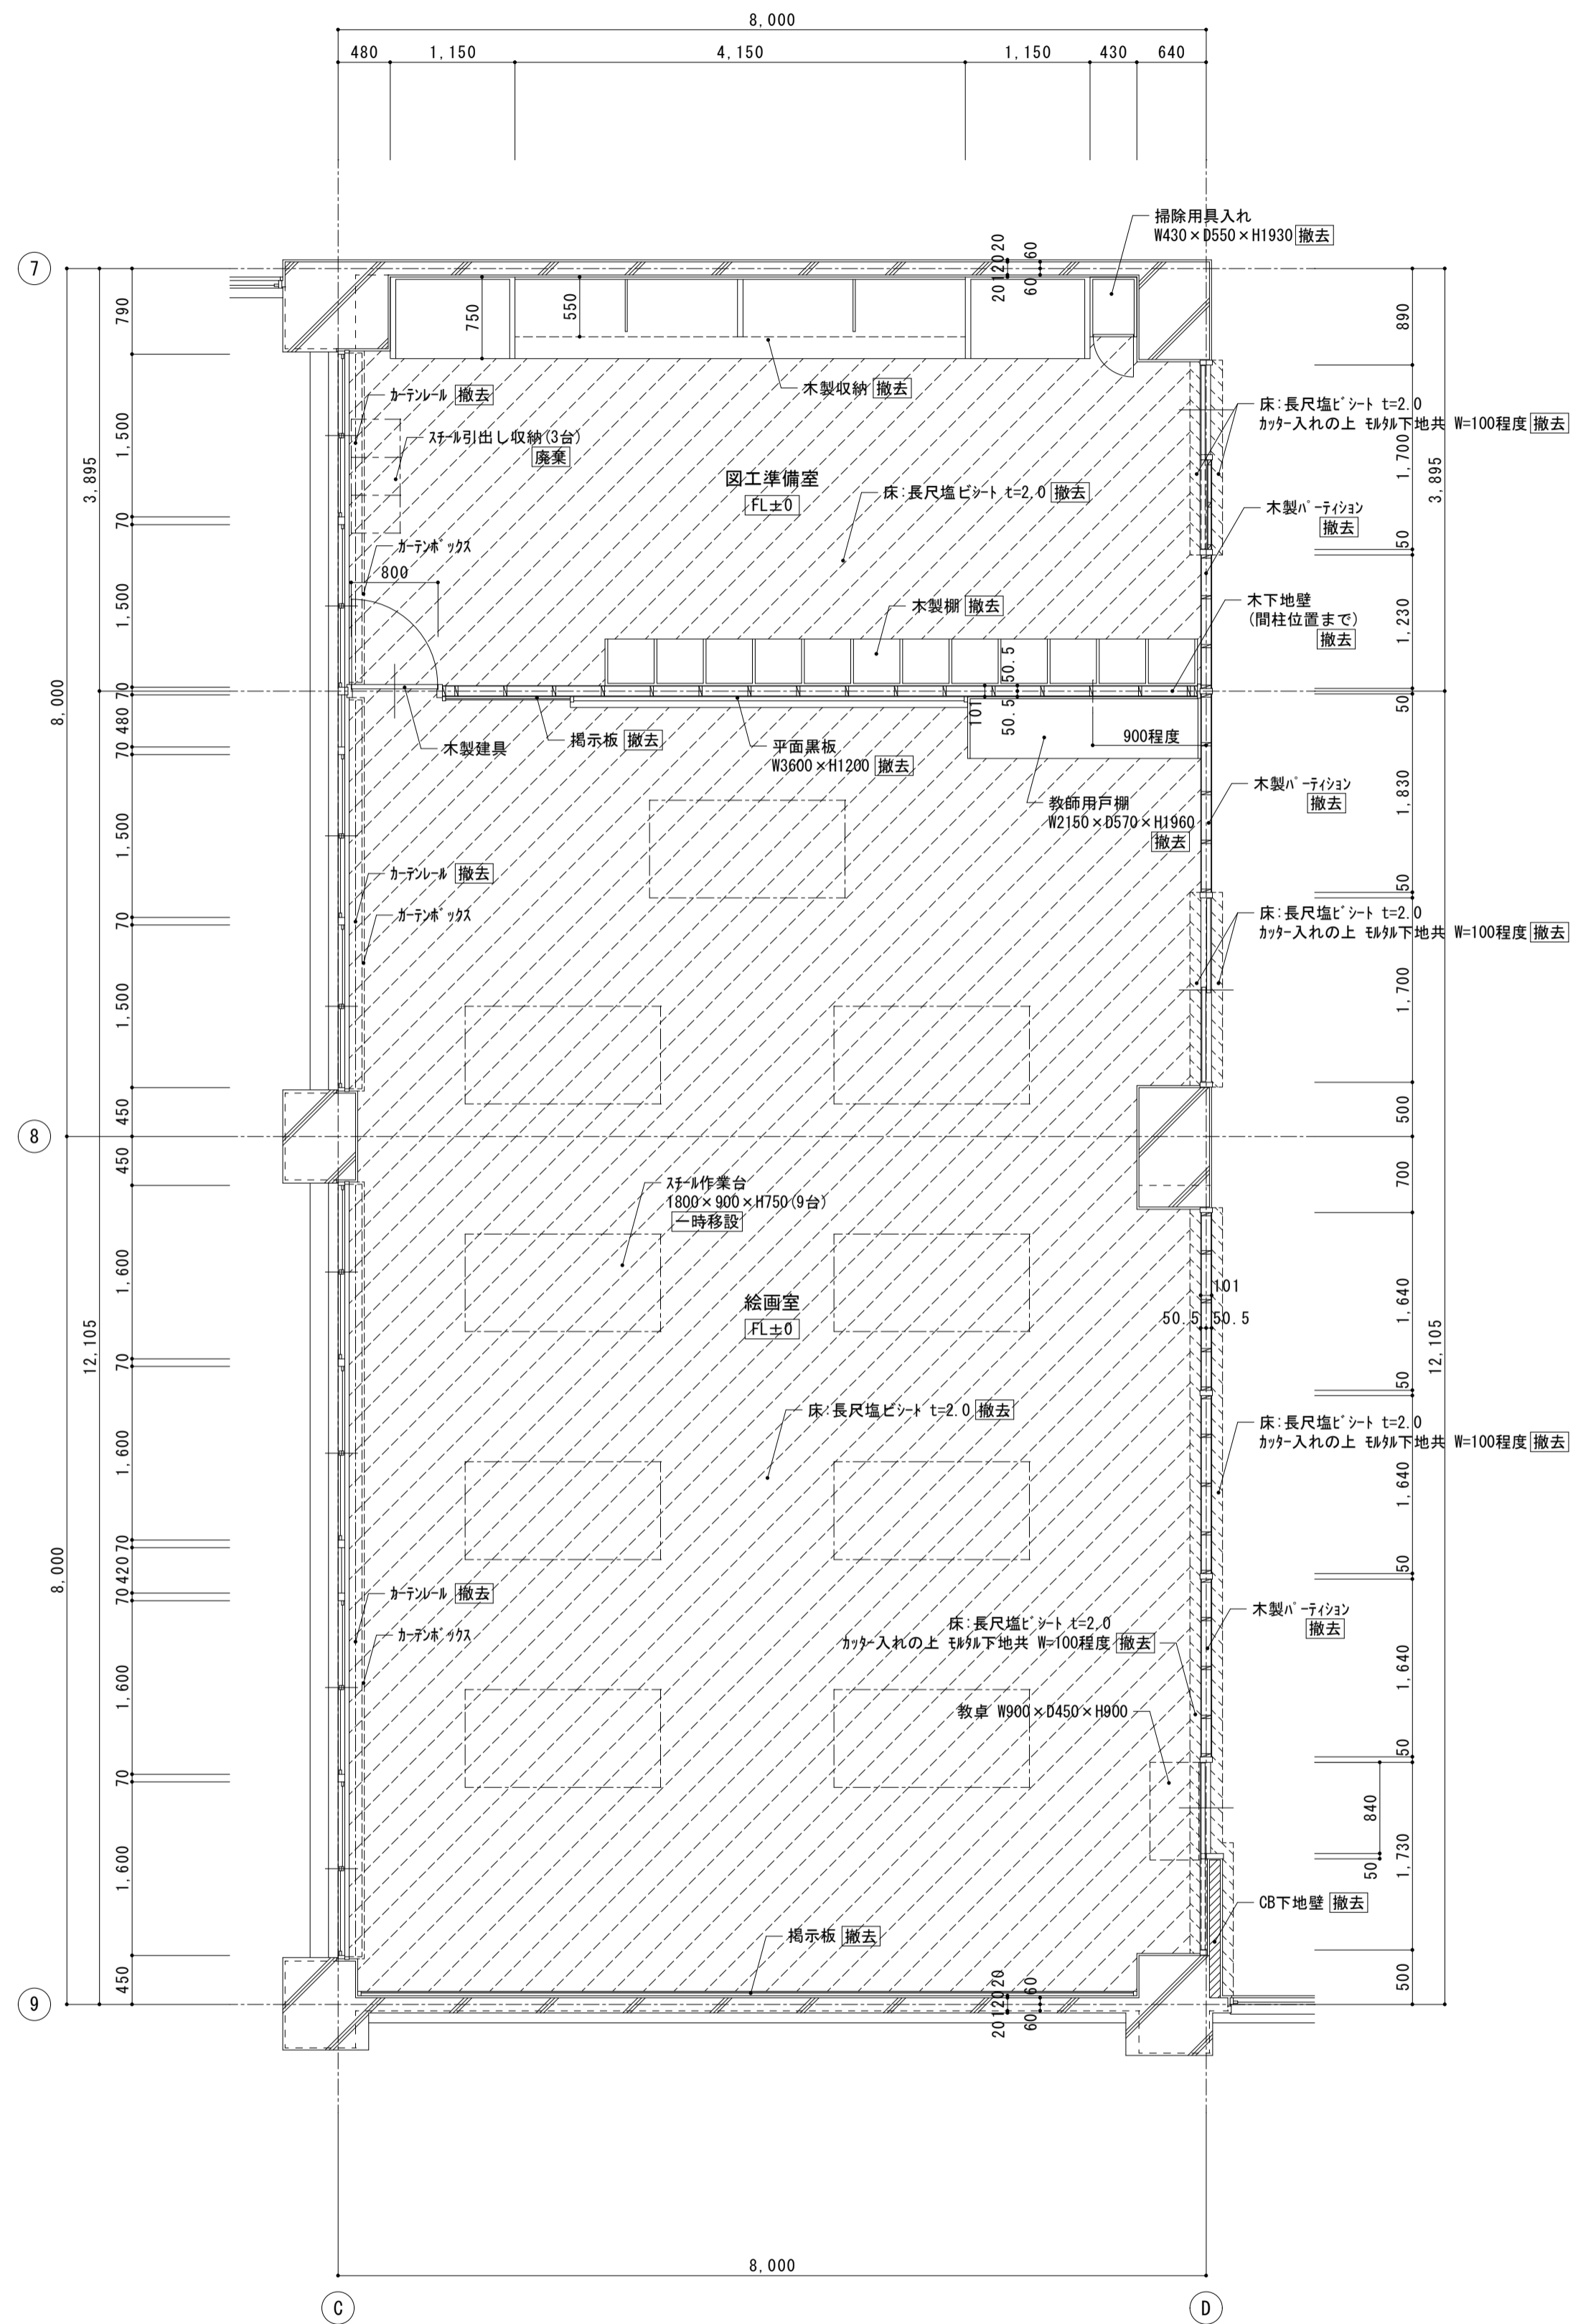 8,000
480
1,150
4,150
1,150
430
640
掃除用具入れ
W430×D550×H1930 撤去
7
790
750
550
20 120 20
60
60
890
木製収納 撤去
カーテンレール 撤去
床:長尺塩ビシート t=2.0
カッター入れの上 モルタル下地共 W=100程度 撤去
スチール引出し収納(3台)
廃棄
1,500
1,700
3,895
3,895
図工準備室
FL±0
床:長尺塩ビシート t=2.0 撤去
木製パーティション
撤去
70
カーテンボックス
50
800
1,500
木製棚 撤去
木下地壁
(間柱位置まで)
撤去
1,230
50.5
101
50.5
8,000
70
480
70
50
木製建具
掲示板 撤去
平面黒板
W3600×H1200 撤去
900程度
教師用戸棚
W2150×D570×H1960
撤去
木製パーティション
撤去
1,830
1,500
カーテンレール 撤去
カーテンボックス
70
50
床:長尺塩ビシート t=2.0
カッター入れの上 モルタル下地共 W=100程度 撤去
1,500
1,700
450
500
8
450
700
スチール作業台
1800×900×H750(9台)
一時移設
1,600
1,640
101
50.5
50.5
絵画室
FL±0
12,105
12,105
70
50
床:長尺塩ビシート t=2.0 撤去
床:長尺塩ビシート t=2.0
カッター入れの上 モルタル下地共 W=100程度 撤去
1,600
1,640
8,000
70
420
70
50
カーテンレール 撤去
カーテンボックス
床:長尺塩ビシート t=2.0
カッター入れの上 モルタル下地共 W=100程度 撤去
木製パーティション
撤去
1,600
1,640
教卓 W900×D450×H900
70
50
840
50
1,730
1,600
CB下地壁 撤去
掲示板 撤去
450
500
20 120 20
60
60
9
8,000
C
D